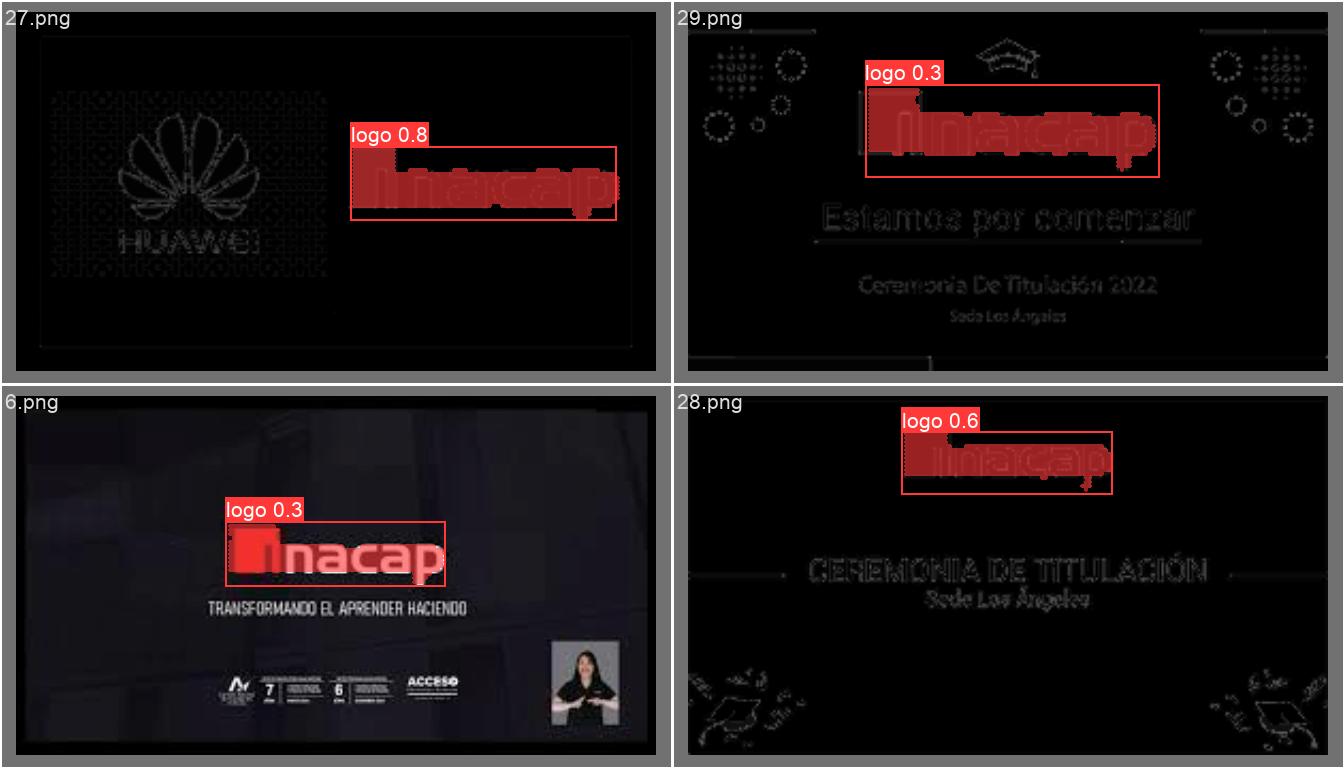 27.png
logo 0.8
inacap
HUAWEI
29.png
logo 0.3
inacap
Estamos por comenzar
Ceremonia De Titulación 2022
Sede Los Ángeles
6.png
logo 0.3
inacap
TRANSFORMANDO EL APRENDER HACIENDO
7
6
ACCESO
28.png
logo 0.6
inacap
CEREMONIA DE TITULACIÓN
Sede Los Ángeles